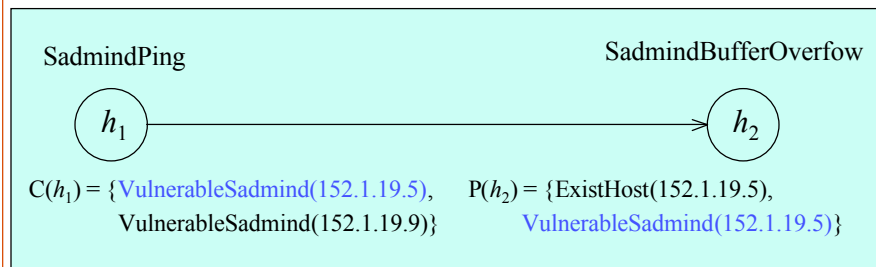 SadmindPing
SadmindBufferOverfow
h1
h2
C(h1) = {VulnerableSadmind(152.1.19.5),
VulnerableSadmind(152.1.19.9)}
P(h2) = {ExistHost(152.1.19.5),
VulnerableSadmind(152.1.19.5)}